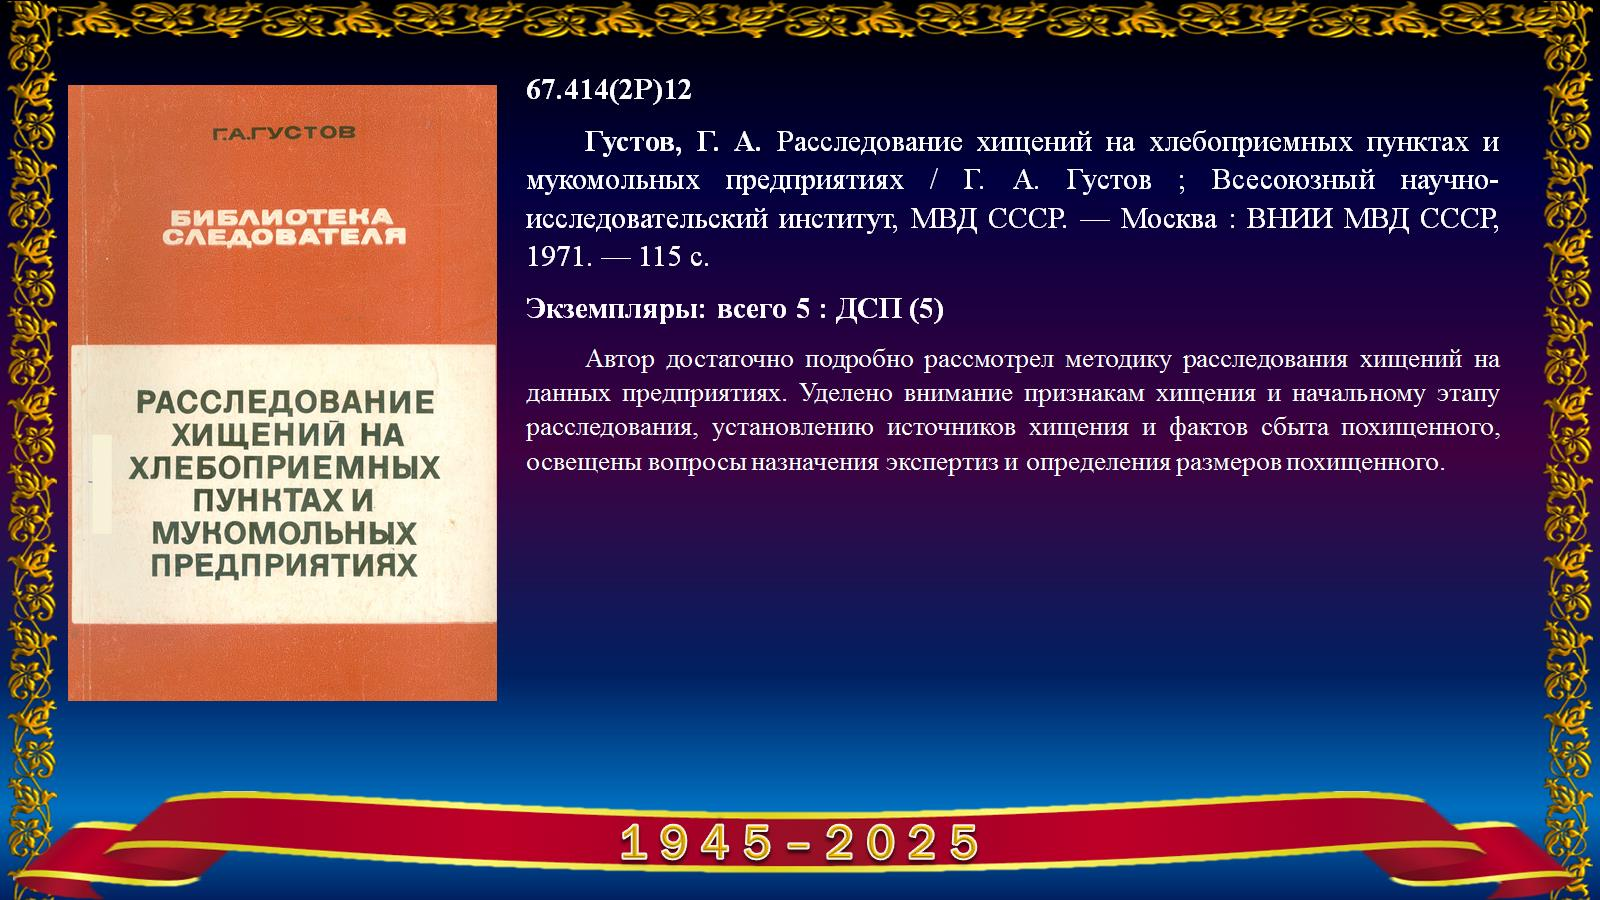 Г.А.ГУСТОВ
БИБЛИОТЕКА
СЛЕДОВАТЕЛЯ
РАССЛЕДОВАНИЕ
ХИЩЕНИЙ НА
ХЛЕБОПРИЕМНЫХ
ПУНКТАХ И
МУКОМОЛЬНЫХ
ПРЕДПРИЯТИЯХ
67.414(2Р)12
Густов, Г. А. Расследование хищений на хлебоприемных пунктах и
мукомольных предприятиях / Г. А. Густов ; Всесоюзный научно-
исследовательский институт, МВД СССР. — Москва : ВНИИ МВД СССР,
1971. — 115 с.
Экземпляры: всего 5 : ДСП (5)
Автор достаточно подробно рассмотрел методику расследования хищений на
данных предприятиях. Уделено внимание признакам хищения и начальному этапу
расследования, установлению источников хищения и фактов сбыта похищенного,
освещены вопросы назначения экспертиз и определения размеров похищенного.
1945–2025